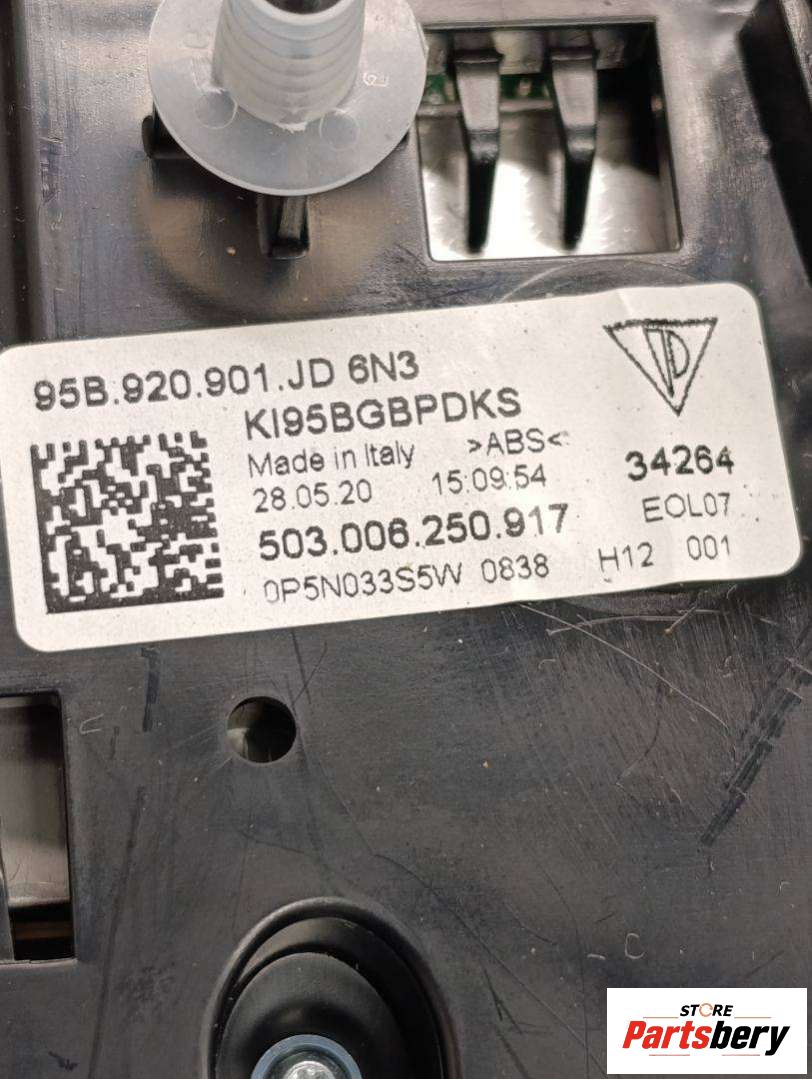 95B.920.901.JD 6N3
KI95BGBPDKS
Made in Italy >ABS<
28.05.20 15:09:54
34264
503.006.250.917
EOL07
0P5N033S5W 0838 H12 001
STORE
Partsbery